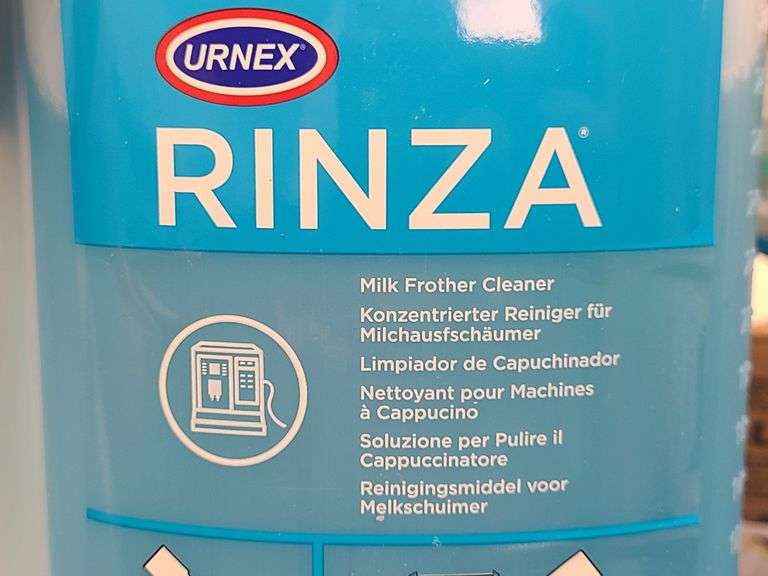 URNEX®
RINZA®
Milk Frother Cleaner
Konzentrierter Reiniger für
Milchausfschäumer
Limpiador de Capuchinador
Nettoyant pour Machines
à Cappucino
Soluzione per Pulire il
Cappuccinatore
Reinigingsmiddel voor
Melkschuimer